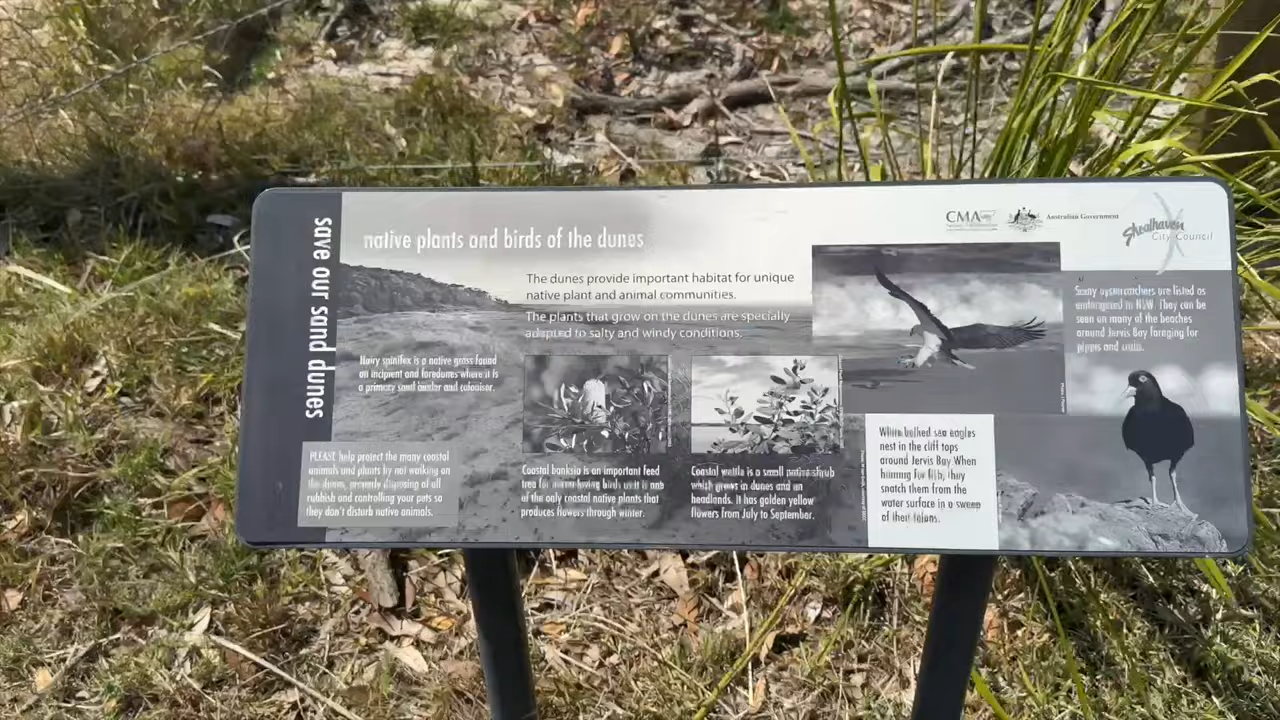 save our sand dunes
native plants and birds of the dunes
CMA
Australian Government
Shoalhaven
City Council
The dunes provide important habitat for unique
native plant and animal communities.
The plants that grow on the dunes are specially
adapted to salty and windy conditions.
Hairy spinifex is a native grass found
on incipient and foredunes where it is
a primary sand and coloniser.
PLEASE help protect the many coastal
animals and plants by not walking on
the dunes, properly disposing of all
rubbish and controlling your pets so
they don't disturb native animals.
Coastal banksia is an important feed
tree for birds as it is one
of the only coastal native plants that
produces flowers through winter.
Coastal wattle is a small native shrub
which grows in dunes and on
headlands. It has golden yellow
flowers from July to September.
White bellied sea eagles
nest in the cliff tops
around Jervis Bay When
hunting for fish, they
snatch them from the
water surface in a sweep
of their talons.
Sooty oystercatchers are listed as
endangered in NSW. They can be
seen on many of the beaches
around Jervis Bay foraging for
pippis and